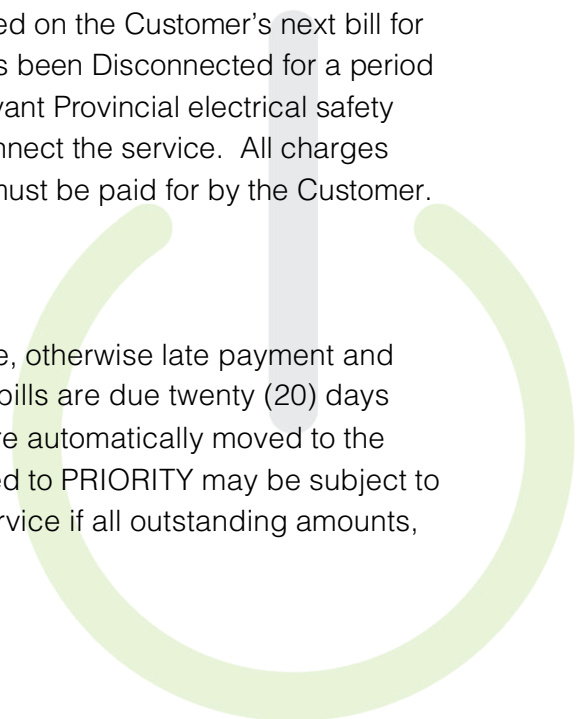 ed on the Customer’s next bill for
s been Disconnected for a period
vant Provincial electrical safety
nnect the service.  All charges
must be paid for by the Customer.
e, otherwise late payment and
bills are due twenty (20) days
re automatically moved to the
ed to PRIORITY may be subject to
rvice if all outstanding amounts,